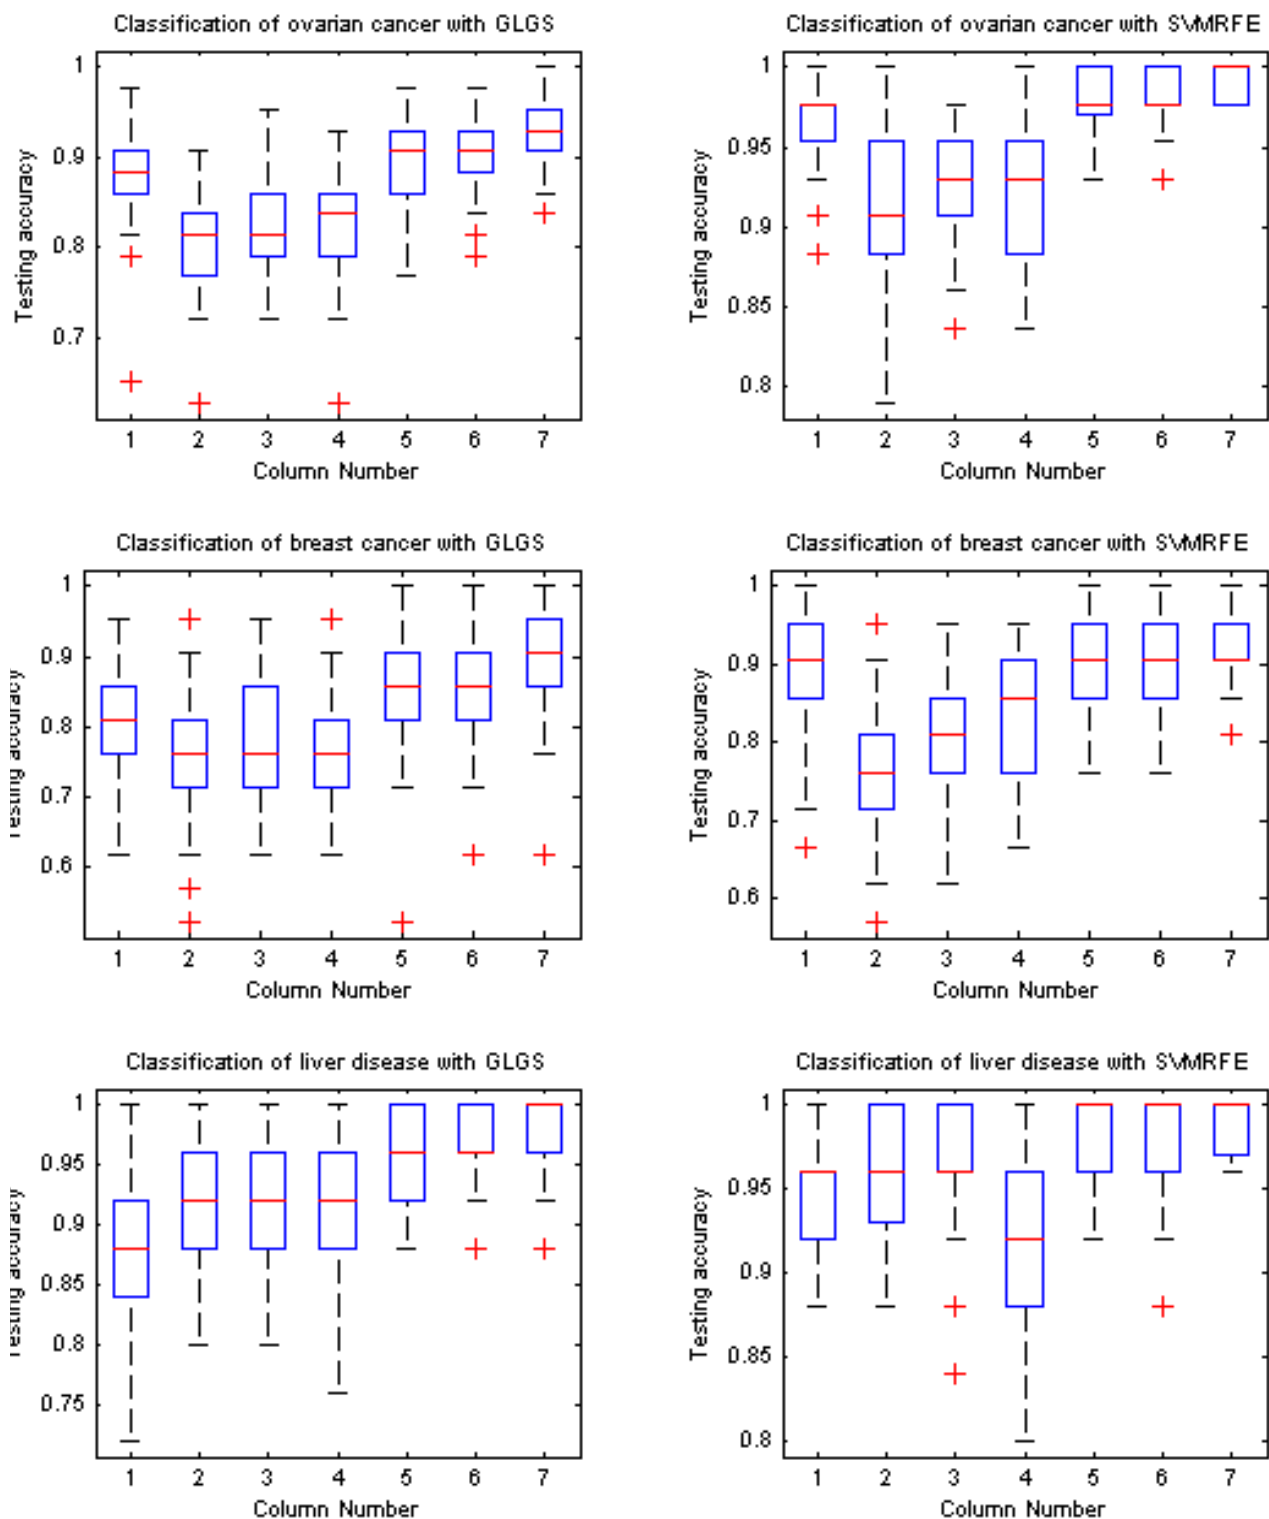 Classification of ovarian cancer with GLGS
Testing accuracy
1
0.9
0.8
0.7
1 2 3 4 5 6 7
Column Number
Classification of ovarian cancer with SVMRFE
Testing accuracy
1
0.95
0.9
0.85
0.8
1 2 3 4 5 6 7
Column Number
Classification of breast cancer with GLGS
Testing accuracy
1
0.9
0.8
0.7
0.6
1 2 3 4 5 6 7
Column Number
Classification of breast cancer with SVMRFE
Testing accuracy
1
0.9
0.8
0.7
0.6
1 2 3 4 5 6 7
Column Number
Classification of liver disease with GLGS
Testing accuracy
1
0.95
0.9
0.85
0.8
0.75
1 2 3 4 5 6 7
Column Number
Classification of liver disease with SVMRFE
Testing accuracy
1
0.95
0.9
0.85
0.8
1 2 3 4 5 6 7
Column Number